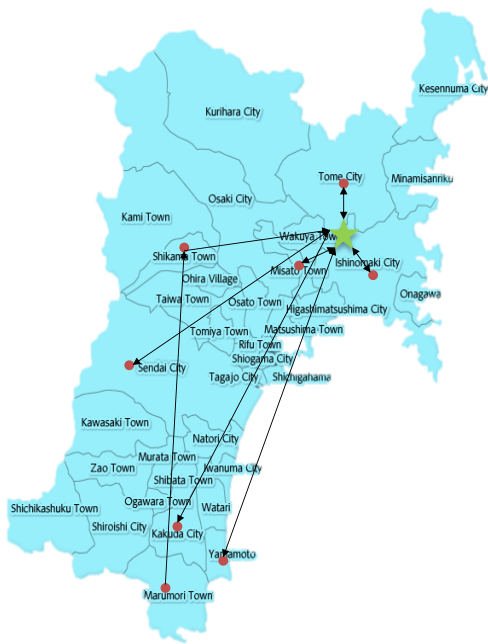 Kesennuma City
Kurihara City
Tome City
Minamisanriku
Osaki City
Kami Town
Wakuya Town
Shikama Town
Ishinomaki City
Misato Town
Ohira Village
Onagawa
Taiwa Town
Osato Town
Higashimatsushima City
Tomiya Town
Matsushima Town
Rifu Town
Shiogama City
Sendai City
Tagajo City
Shichigahama
Kawasaki Town
Natori City
Murata Town
Zao Town
Iwanuma City
Shibata Town
Ogawara Town
Shichikashuku Town
Watari
Shiroishi City
Kakuda City
Yamamoto
Marumori Town